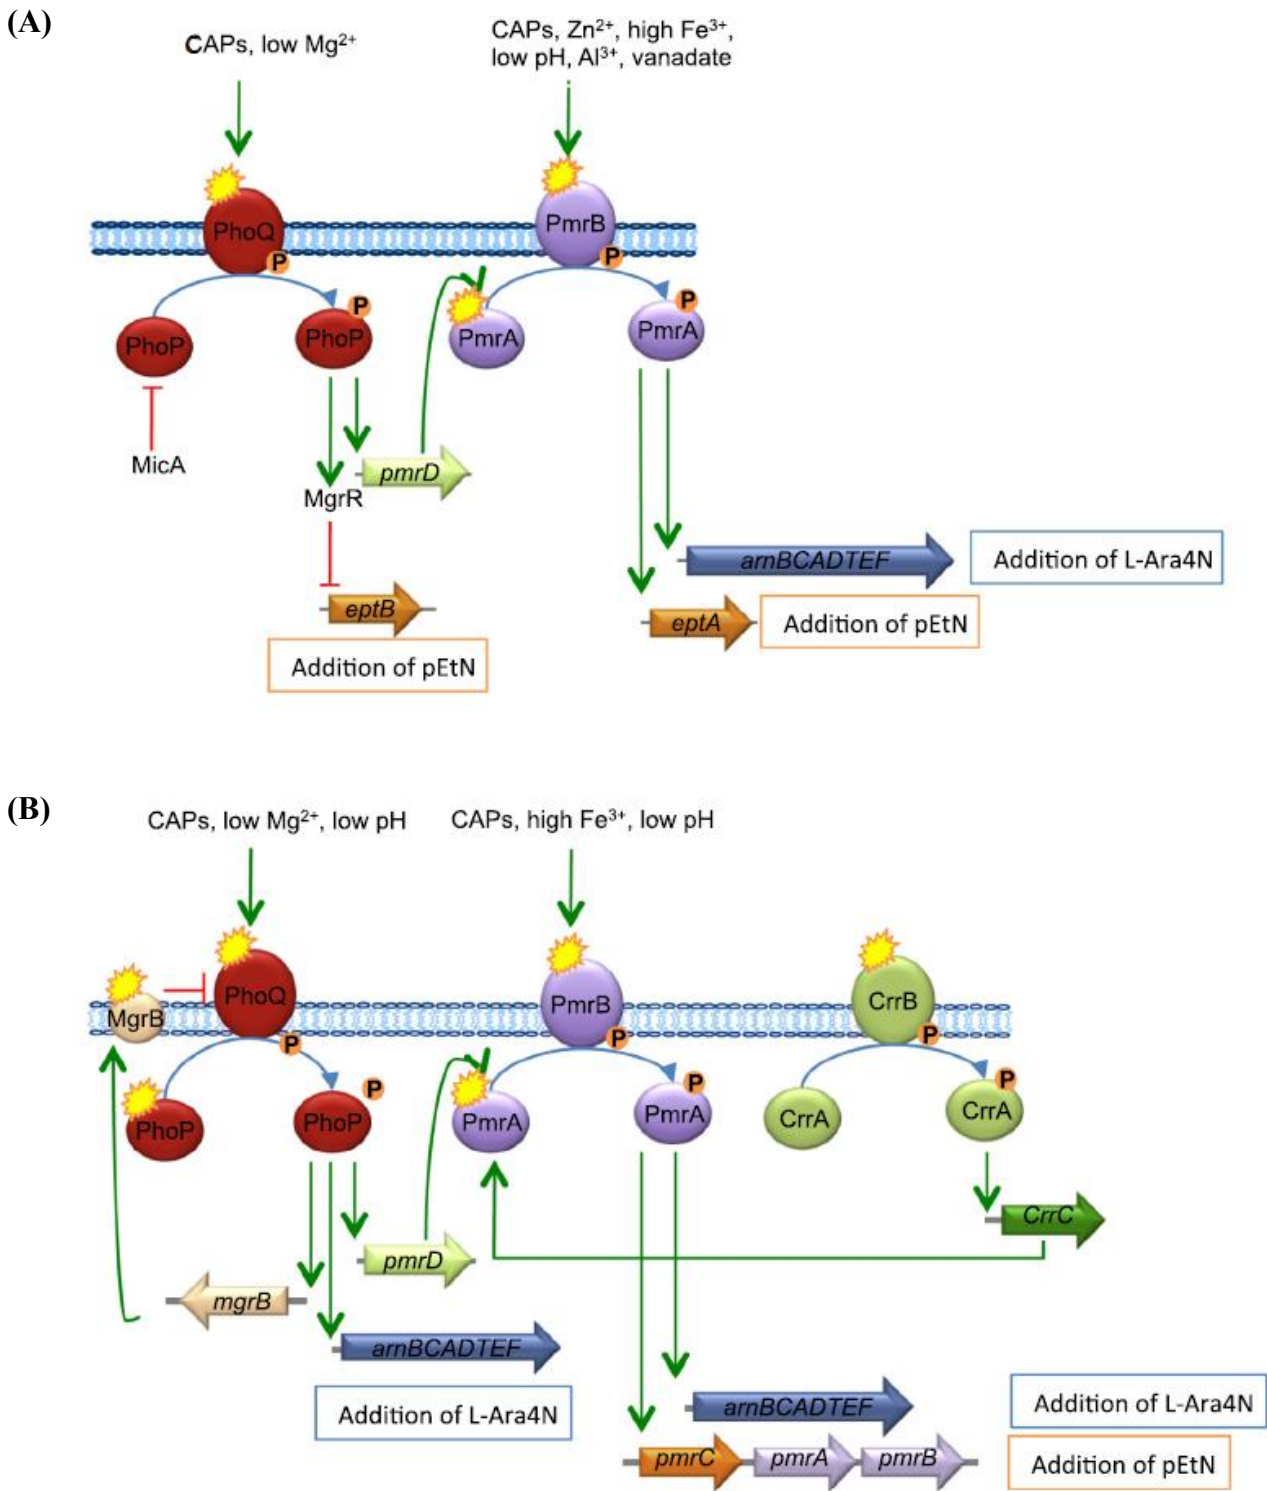 (A)
CAPs, low Mg²⁺
CAPs, Zn²⁺, high Fe³⁺,
low pH, Al³⁺, vanadate
PhoQ
PmrB
P
P
P
P
PhoP
PhoP
PmrA
PmrA
MicA
pmrD
MgrR
arnBCADTEF
Addition of L-Ara4N
eptB
eptA
Addition of pEtN
Addition of pEtN
(B)
CAPs, low Mg²⁺, low pH
CAPs, high Fe³⁺, low pH
MgrB
PhoQ
PmrB
CrrB
P
P
P
P
P
P
PhoP
PhoP
PmrA
PmrA
CrrA
CrrA
CrrC
pmrD
mgrB
arnBCADTEF
Addition of L-Ara4N
arnBCADTEF
Addition of L-Ara4N
pmrC
pmrA
pmrB
Addition of pEtN